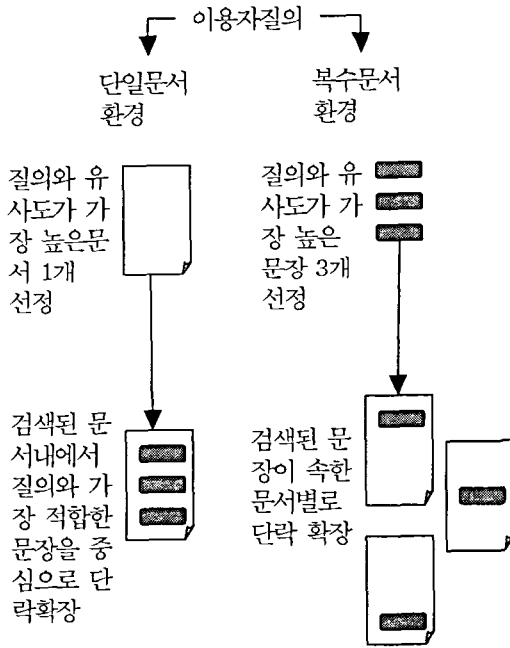 이용자질의
단일문서
환경
복수문서
환경
질의와 유
사도가 가
장 높은문
서 1개
선정
질의와 유
사도가 가
장 높은
문장 3개
선정
검색된 문
서내에서
질의와 가
장 적합한
문장을 중
심으로 단
락확장
검색된 문
장이 속한
문서별로
단락 확장